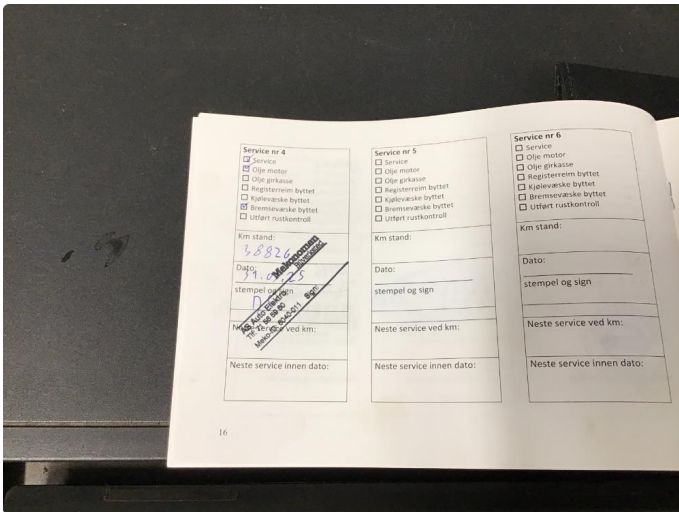 Service nr 4
Service
Olje motor
Olje girkasse
Registerreim byttet
Kjølevæske byttet
Bremsevæske byttet
Utført rustkontroll
Km stand:
38826
Dato:
stempel og sign
Mekonomen
Bilverksted
AS Auto Elektro
Sign:
Neste service ved km:
Neste service innen dato:
Service nr 5
Service
Olje motor
Olje girkasse
Registerreim byttet
Kjølevæske byttet
Bremsevæske byttet
Utført rustkontroll
Km stand:
Dato:
stempel og sign
Neste service ved km:
Neste service innen dato:
Service nr 6
Service
Olje motor
Olje girkasse
Registerreim byttet
Kjølevæske byttet
Bremsevæske byttet
Utført rustkontroll
Km stand:
Dato:
stempel og sign
Neste service ved km:
Neste service innen dato:
16